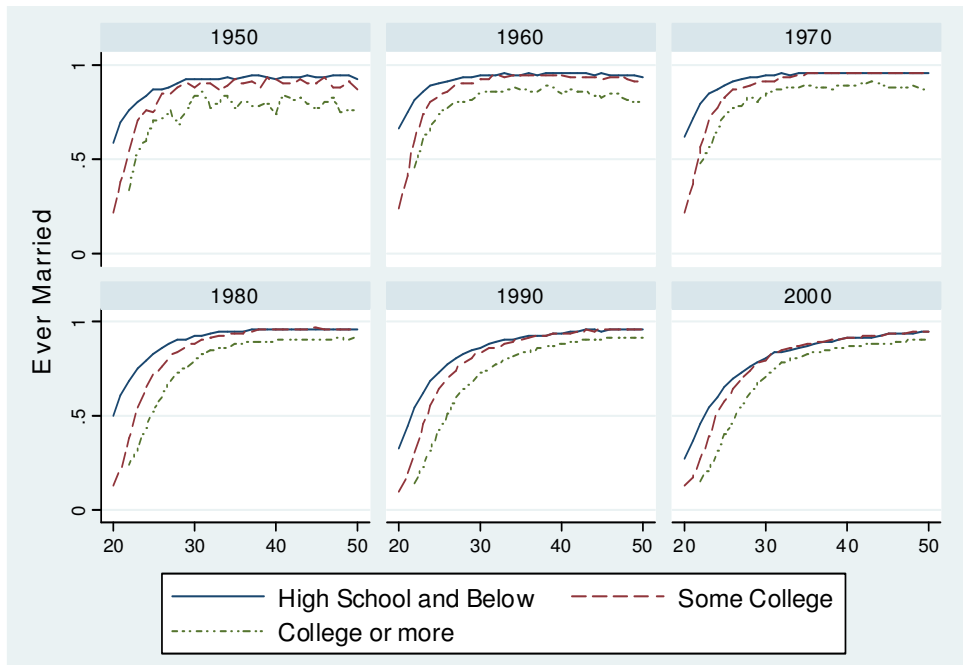 1950 1960 1970
1
.5
0
1980 1990 2000
1
.5
0
20 30 40 50 20 30 40 50 20 30 40 50
Ever Married
High School and Below Some College
College or more